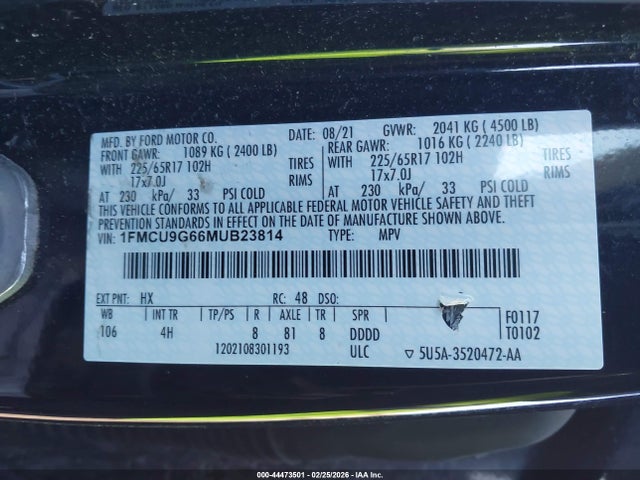 MFD. BY FORD MOTOR CO.
DATE: 08/21 GVWR: 2041 KG ( 4500 LB)
FRONT GAWR: 1089 KG ( 2400 LB) REAR GAWR: 1016 KG ( 2240 LB)
WITH 225/65R17 102H TIRES WITH 225/65R17 102H TIRES
17x7.0J RIMS 17x7.0J RIMS
AT 230 kPa/ 33 PSI COLD AT 230 kPa/ 33 PSI COLD
THIS VEHICLE CONFORMS TO ALL APPLICABLE FEDERAL MOTOR VEHICLE SAFETY AND THEFT
PREVENTION STANDARDS IN EFFECT ON THE DATE OF MANUFACTURE SHOWN ABOVE.
VIN: 1FMCU9G66MUB23814 TYPE: MPV
EXT PNT: HX RC: 48 DSO:
WB INT TR TP/PS R AXLE TR SPR F0117
106 4H 8 81 8 DDDD T0102
1202108301193 ULC ▽ 5U5A-3520472-AA
000-44473501 - 02/25/2026 - IAA Inc.